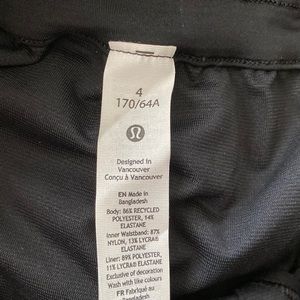 4
170/64A
Designed in
Vancouver
Conçu à Vancouver
EN Made in
Bangladesh
Body: 86% RECYCLED
POLYESTER, 14%
ELASTANE
Inner Waistband: 87%
NYLON, 13% LYCRA®
ELASTANE
Liner: 89% POLYESTER,
11% LYCRA® ELASTANE
Exclusive of decoration
Wash with like colours
FR Fabriqué au
Bangladesh